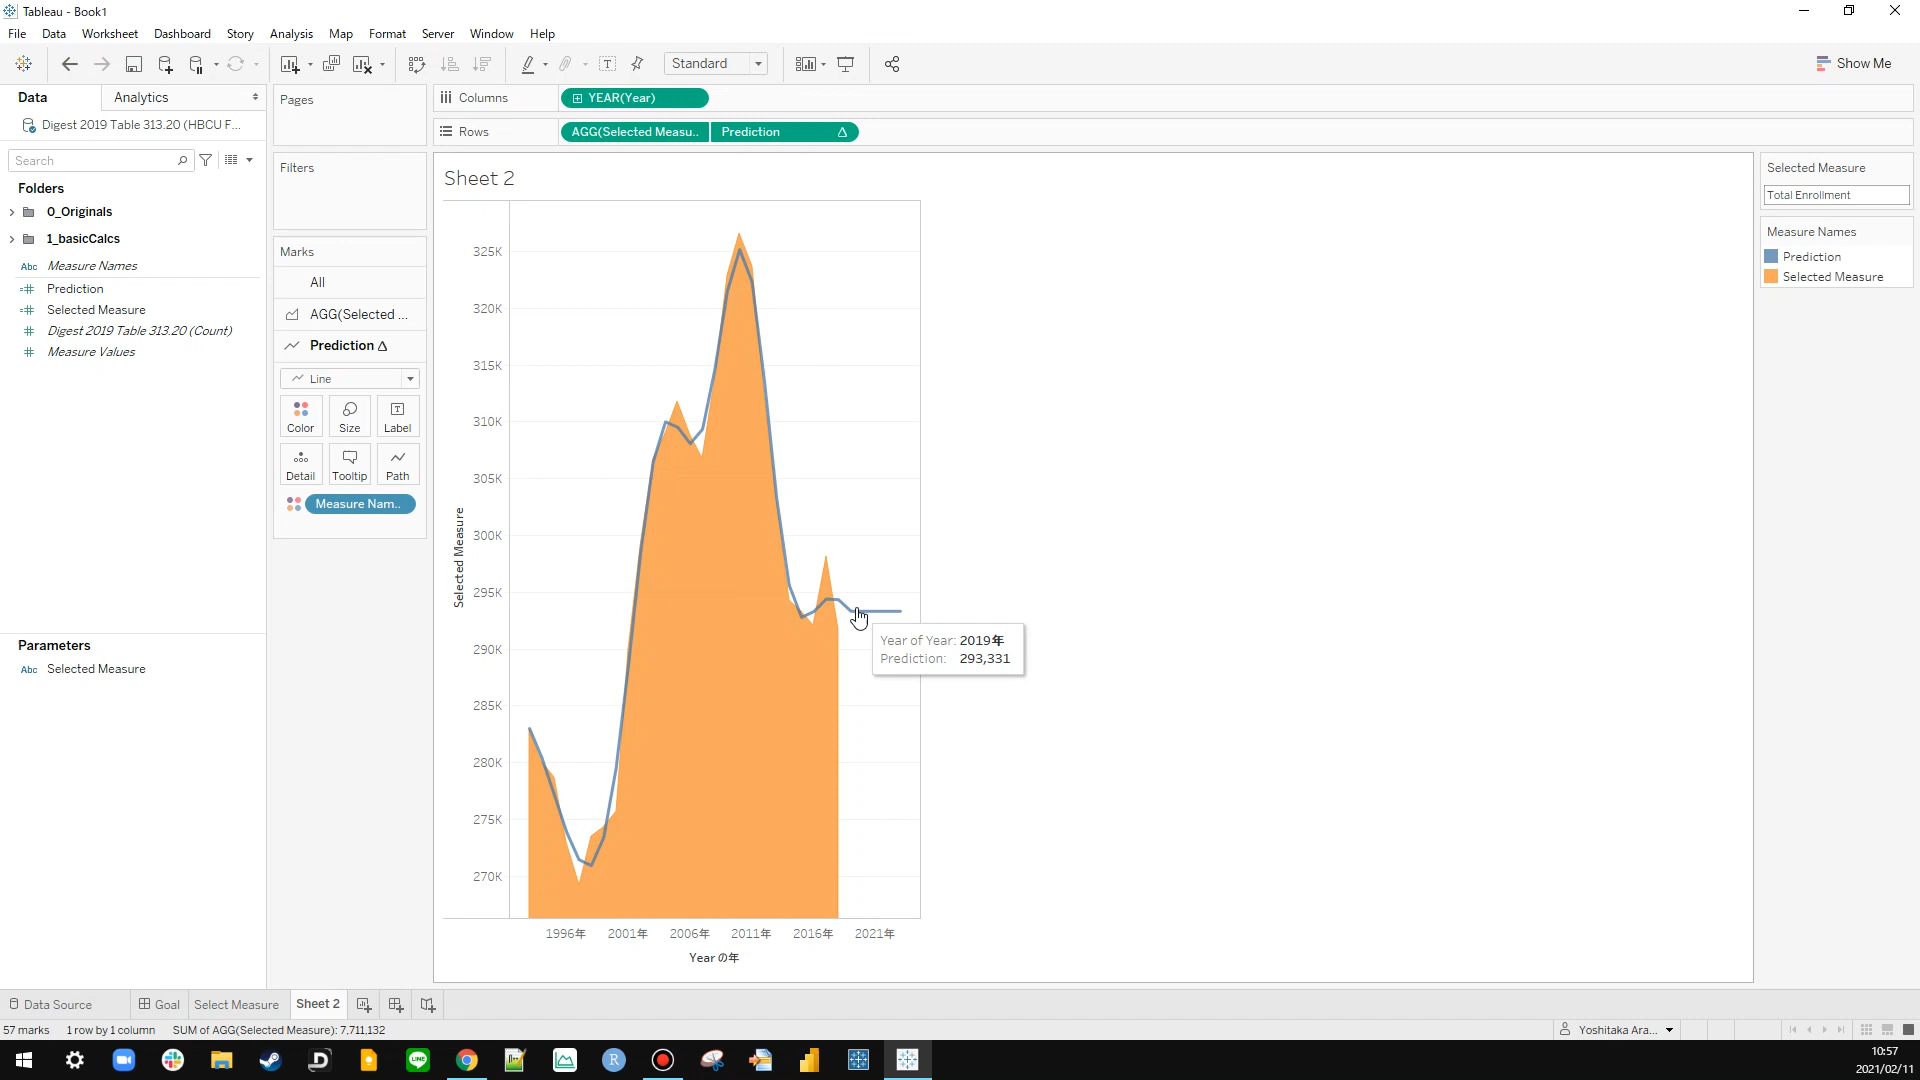 Tableau - Book1
File Data Worksheet Dashboard Story Analysis Map Format Server Window Help
Standard
Show Me
Data
Analytics
Digest 2019 Table 313.20 (HBCU F...
Search
Folders
0_Originals
1_basicCalcs
Abc Measure Names
Prediction
Selected Measure
Digest 2019 Table 313.20 (Count)
Measure Values
Parameters
Abc Selected Measure
Pages
Filters
Marks
All
AGG(Selected ...
Prediction Δ
Line
Color
Size
Label
Detail
Tooltip
Path
Measure Nam..
Columns
YEAR(Year)
Rows
AGG(Selected Measu..
Prediction Δ
Sheet 2
325K
320K
315K
310K
305K
300K
295K
290K
285K
280K
275K
270K
Selected Measure
1996年 2001年 2006年 2011年 2016年 2021年
Year の年
Year of Year: 2019年
Prediction: 293,331
Selected Measure
Total Enrollment
Measure Names
Prediction
Selected Measure
Data Source
Goal
Select Measure
Sheet 2
57 marks 1 row by 1 column SUM of AGG(Selected Measure): 7,711,132
Yoshitaka Ara...
LINE
R
10:57
2021/02/11